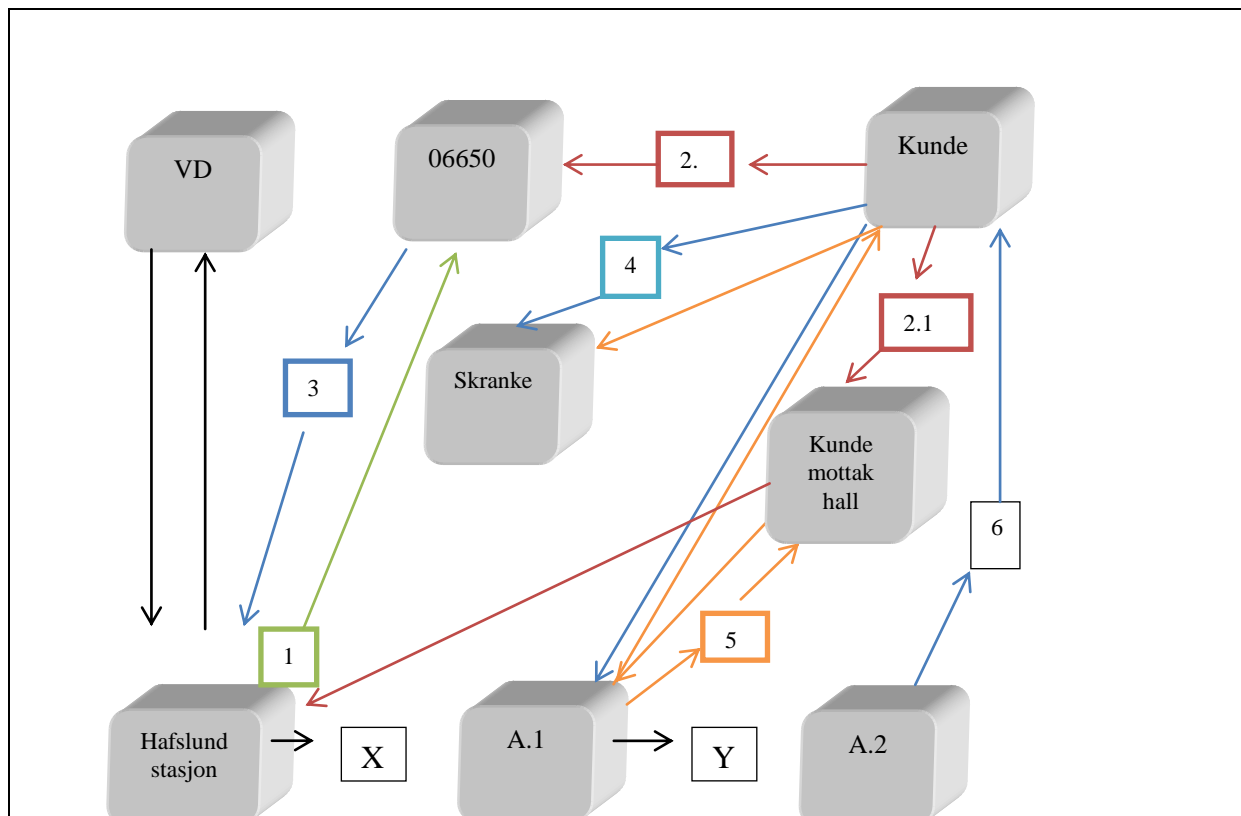 VD
06650
2.
Kunde
4
2.1
3
Skranke
Kunde
mottak
hall
6
1
5
Hafslund
stasjon
X
A.1
Y
A.2